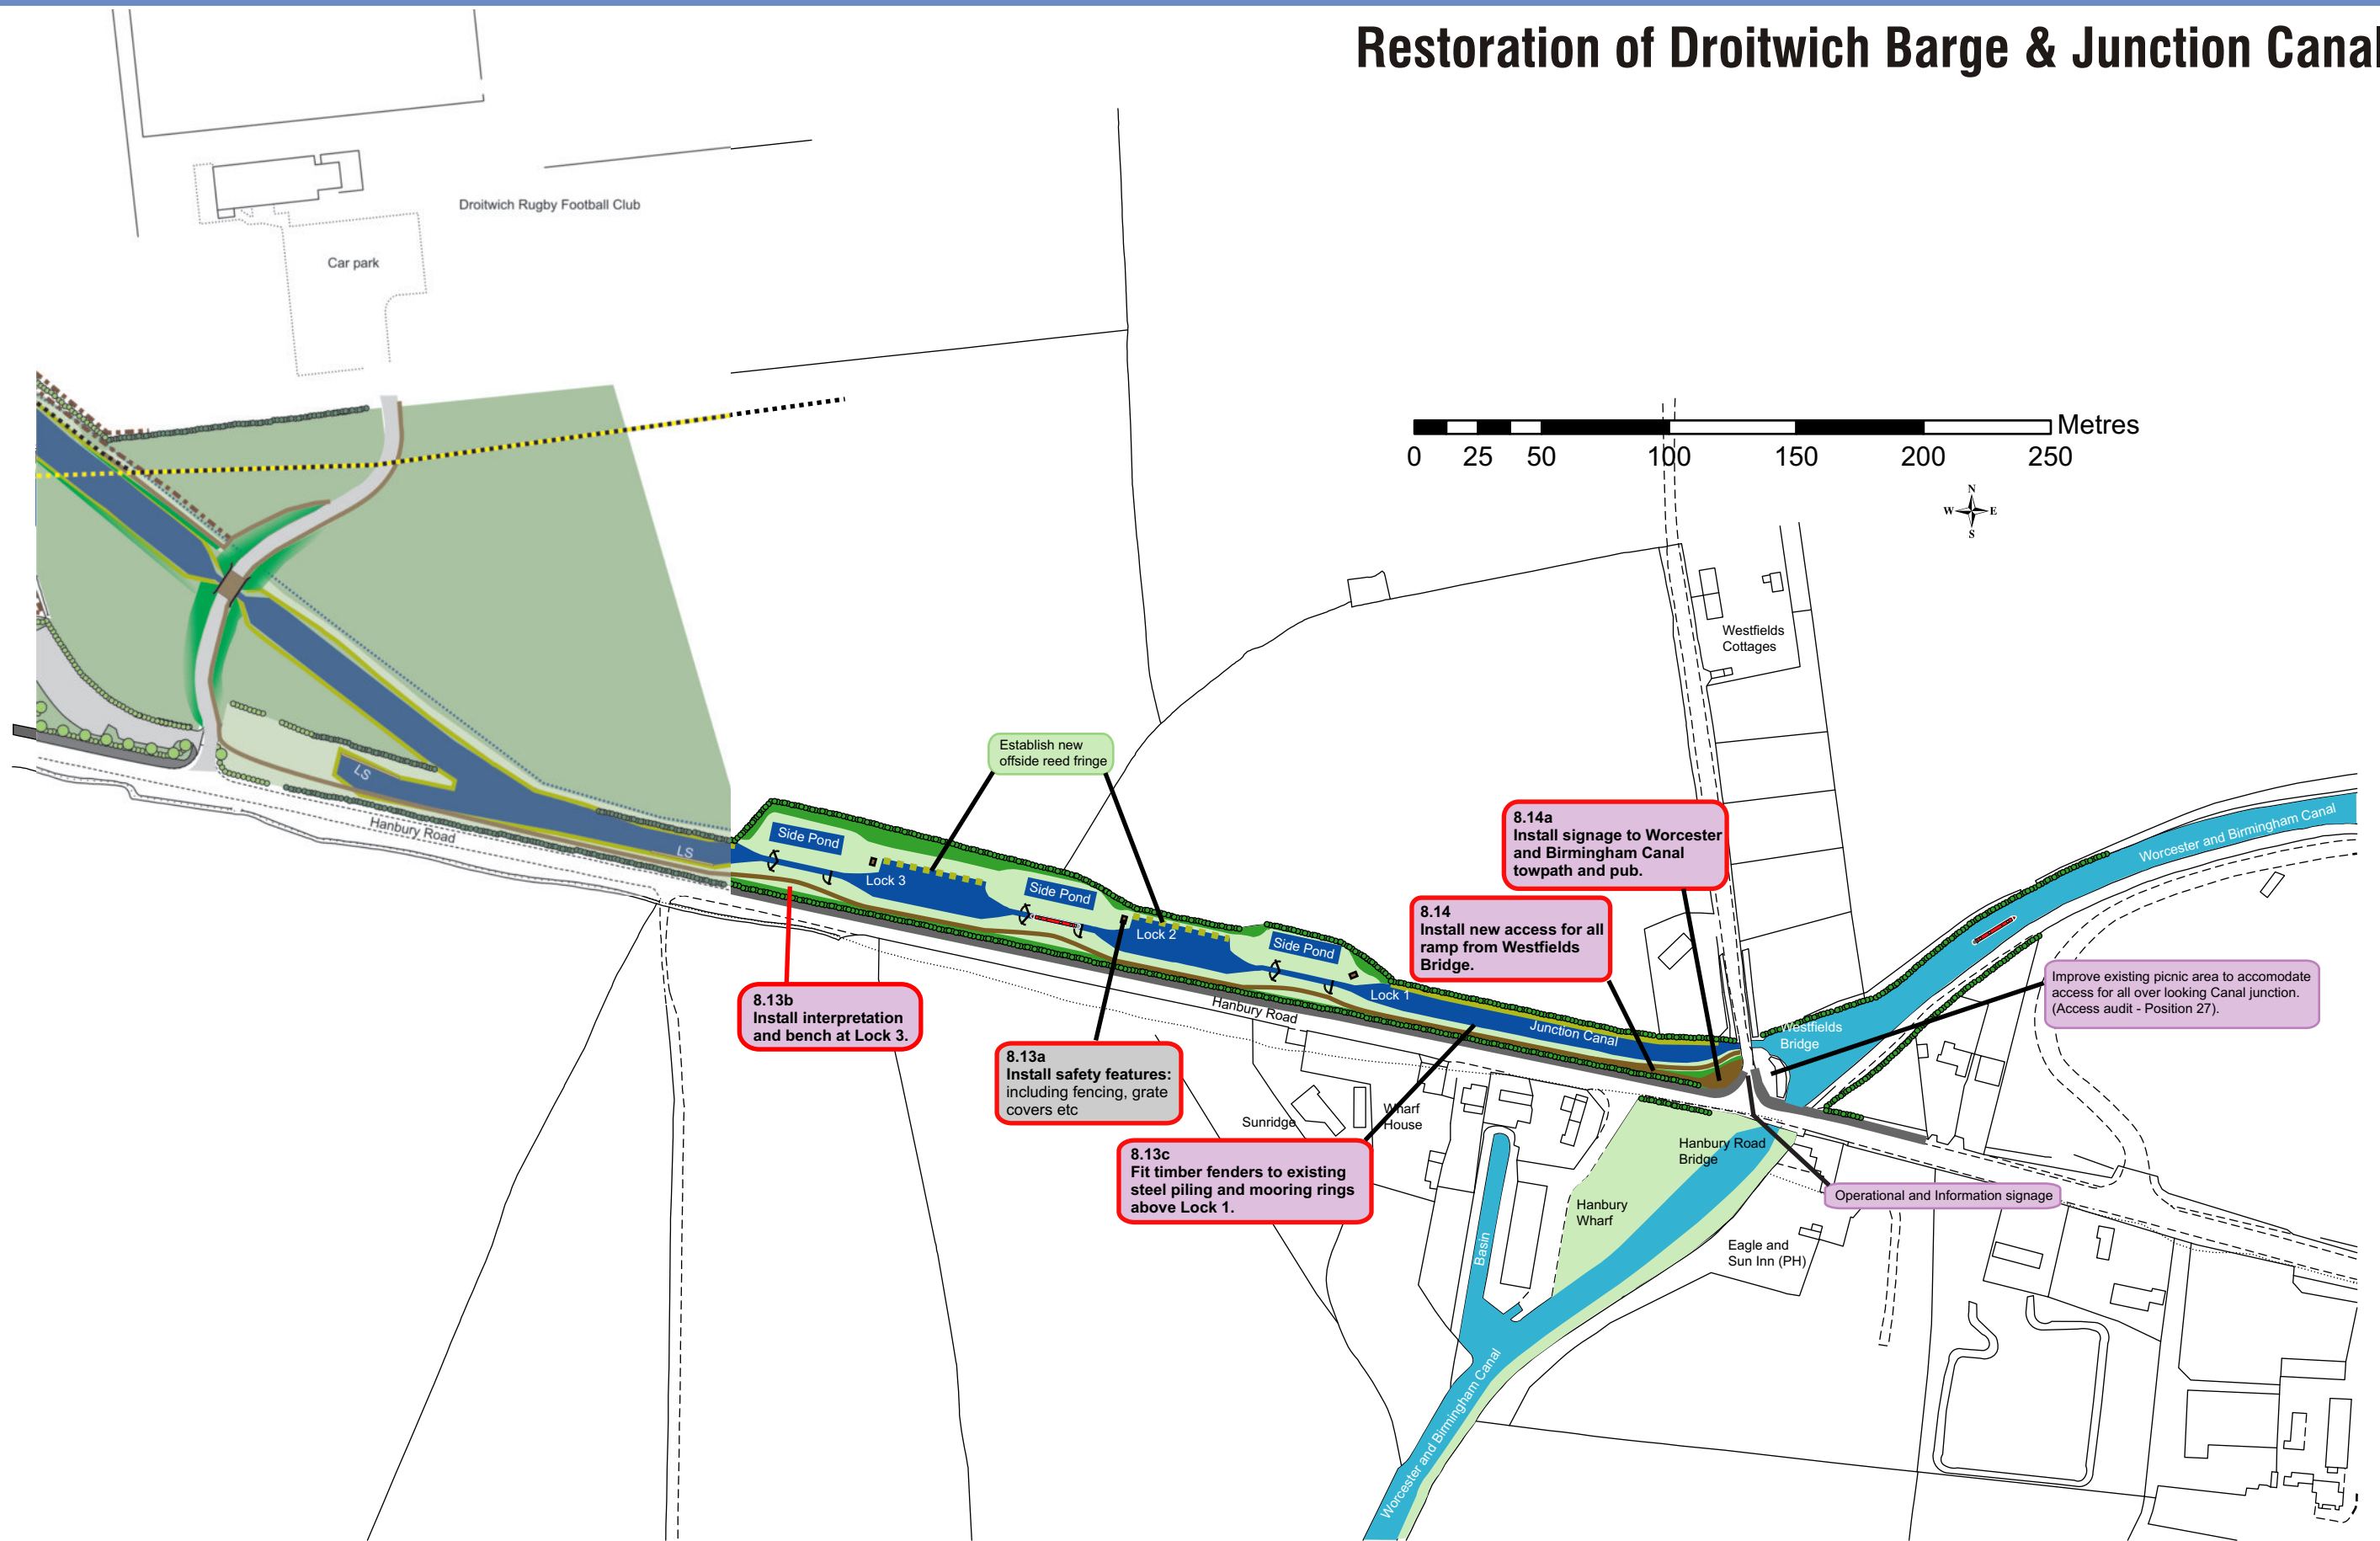 Restoration of Droitwich Barge & Junction Canal
Droitwich Rugby Football Club
Car park
Metres
0 25 50 100 150 200 250
N
W E
S
Westfields
Cottages
Establish new
offside reed fringe
8.14a
Install signage to Worcester
and Birmingham Canal
towpath and pub.
Worcester and Birmingham Canal
LS
Hanbury Road
LS
Side Pond
Lock 3
Side Pond
Lock 2
Side Pond
Lock 1
8.14
Install new access for all
ramp from Westfields
Bridge.
Improve existing picnic area to accomodate
access for all over looking Canal junction.
(Access audit - Position 27).
8.13b
Install interpretation
and bench at Lock 3.
Hanbury Road
Junction Canal
Westfields
Bridge
8.13a
Install safety features:
including fencing, grate
covers etc
Sunridge
Wharf
House
8.13c
Fit timber fenders to existing
steel piling and mooring rings
above Lock 1.
Hanbury Road
Bridge
Operational and Information signage
Hanbury
Wharf
Basin
Eagle and
Sun Inn (PH)
Worcester and Birmingham Canal